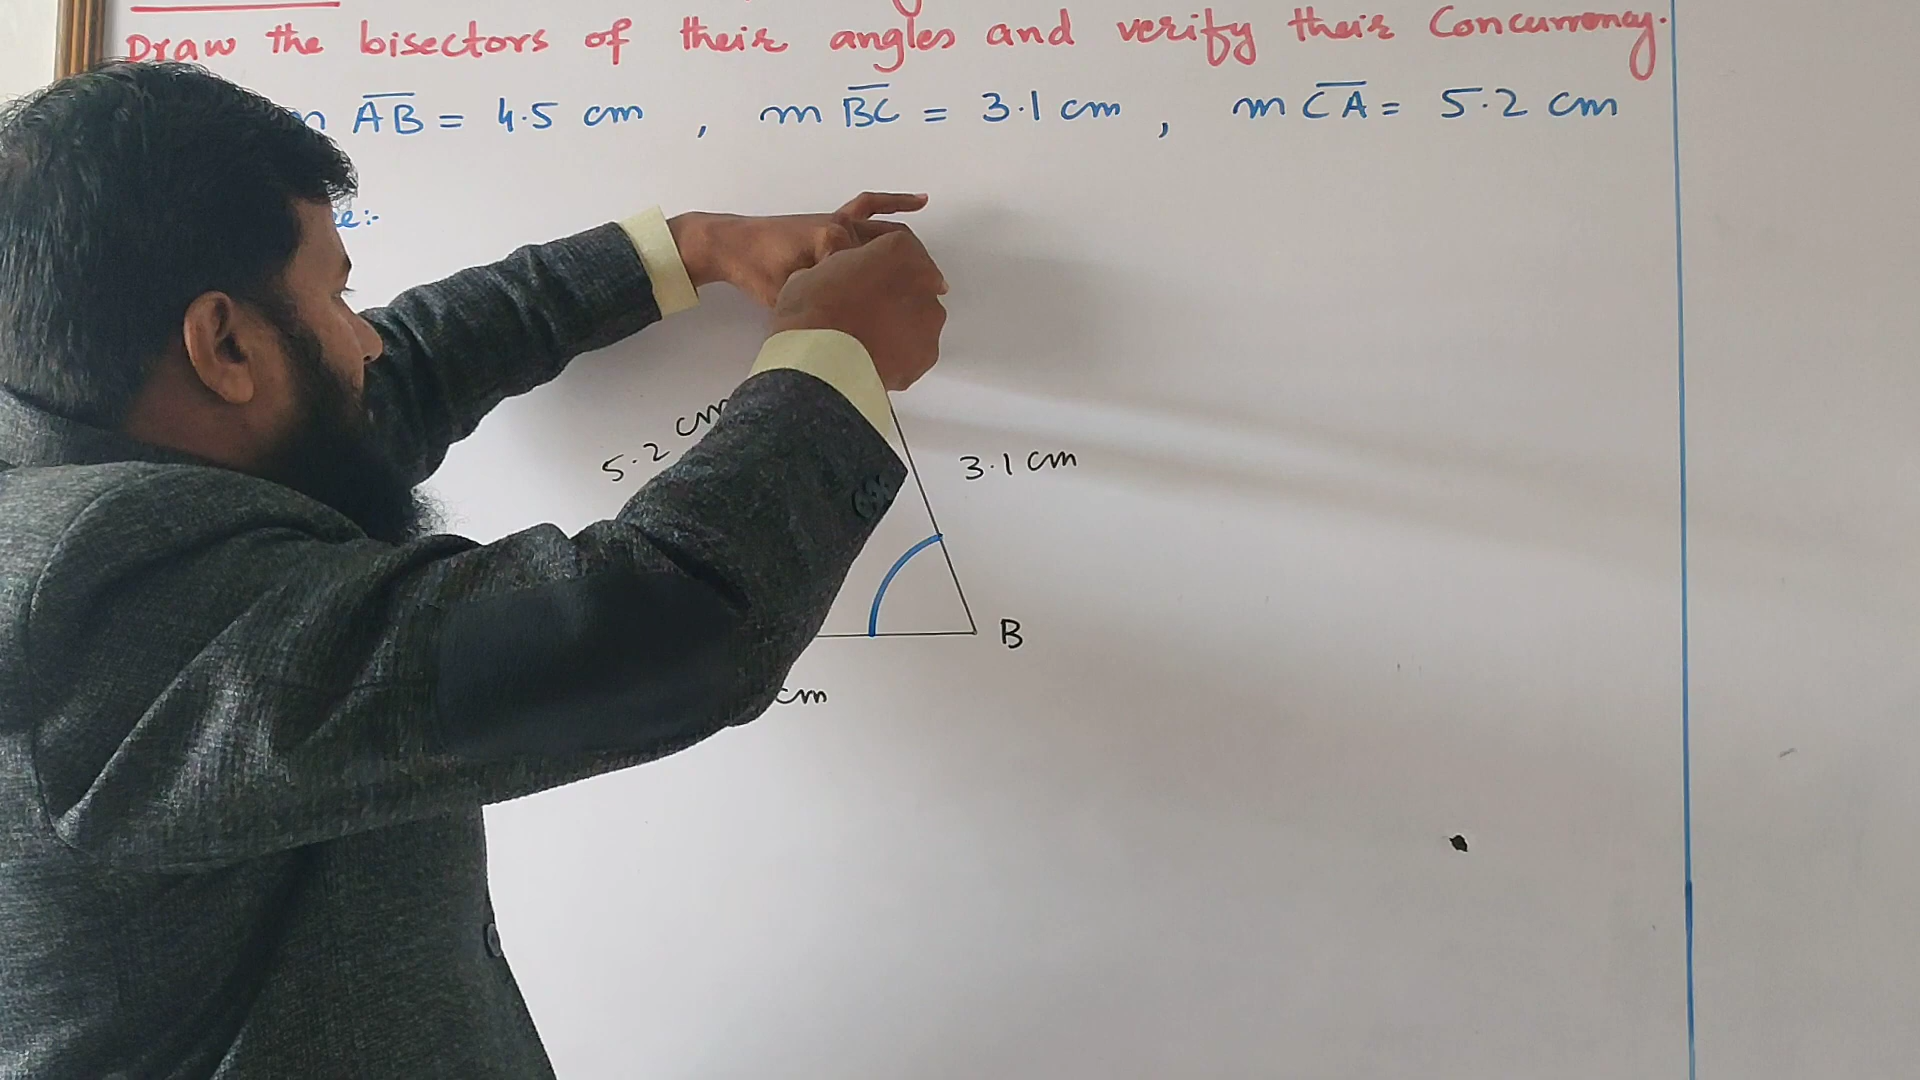 Draw the bisectors of their angles and verify their Concurrency.
m AB = 4.5 cm , m BC = 3.1 cm , m CA = 5.2 cm
5.2 cm
3.1 cm
B
cm